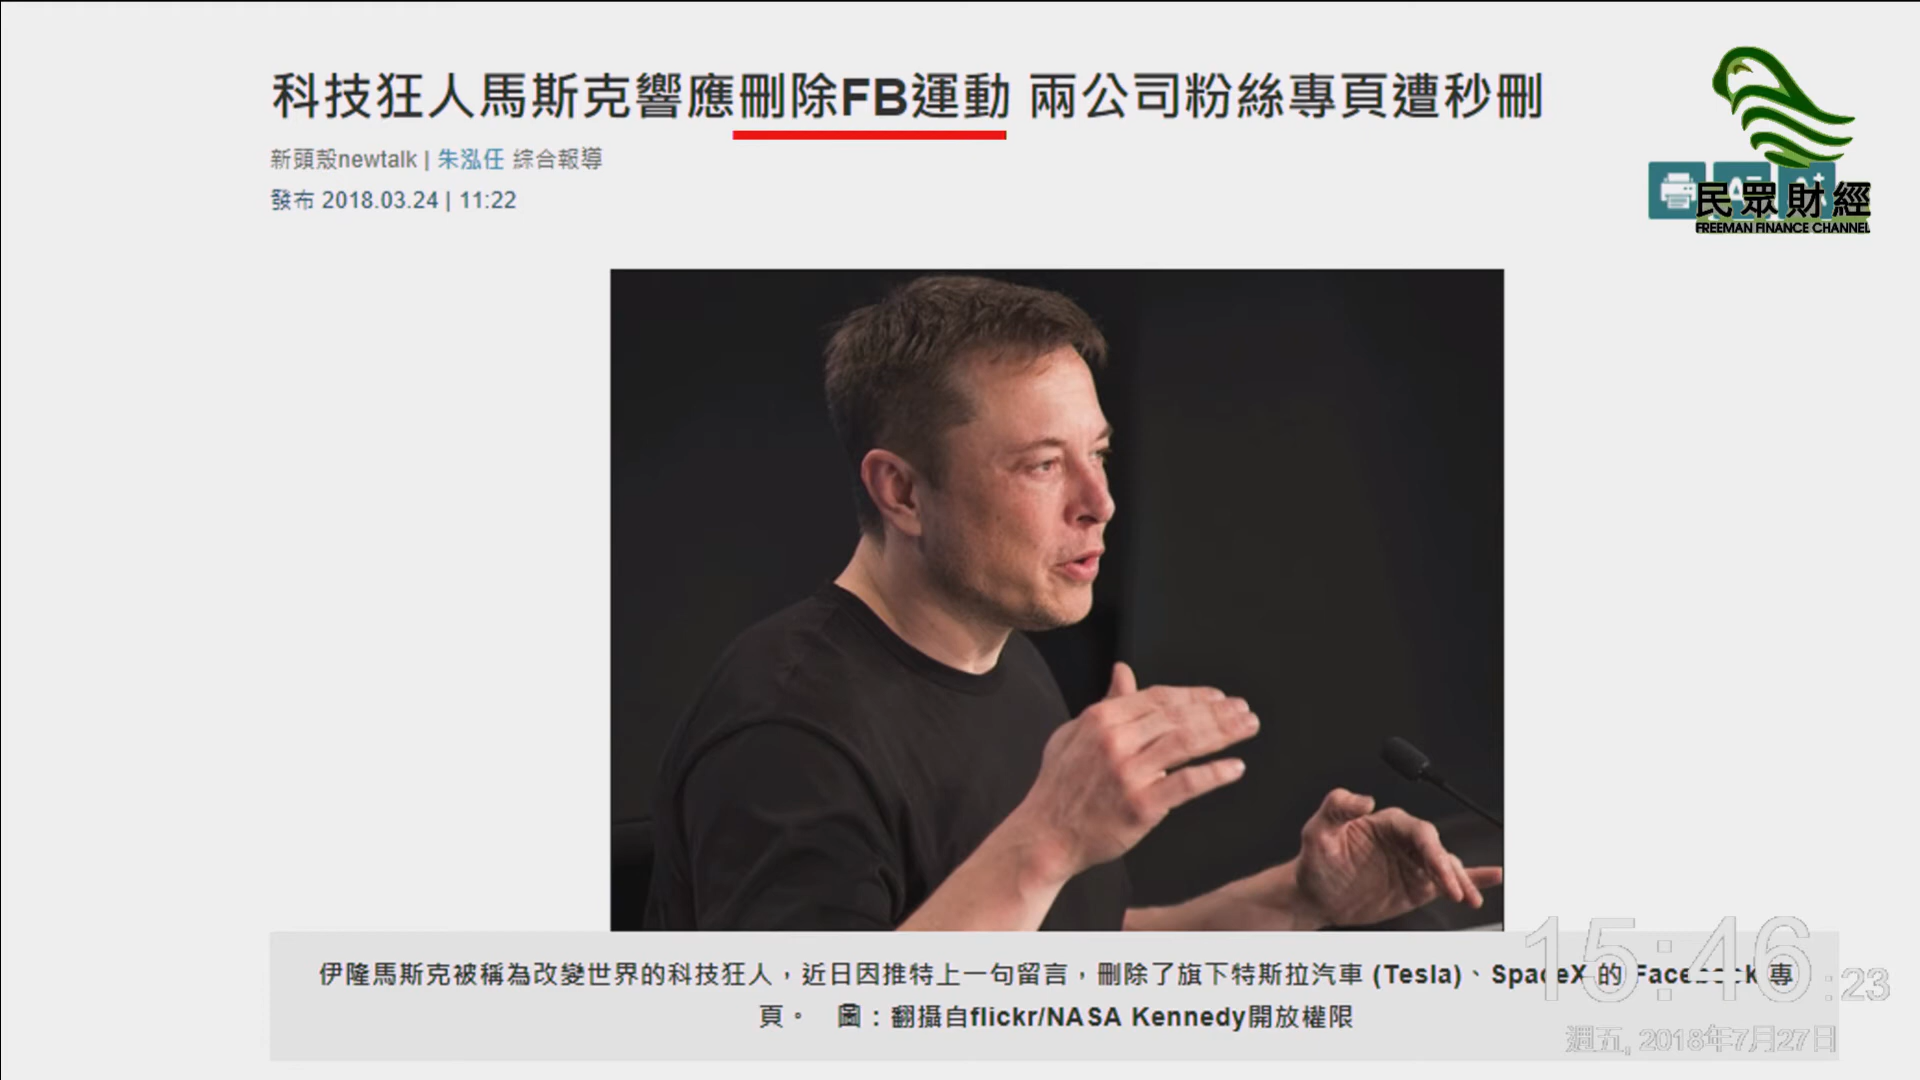 科技狂人馬斯克響應刪除FB運動 兩公司粉絲專頁遭秒刪
新頭殼newtalk | 朱泓任 綜合報導
發布 2018.03.24 | 11:22
民眾財經
FREEMAN FINANCE CHANNEL
伊隆馬斯克被稱為改變世界的科技狂人，近日因推特上一句留言，刪除了旗下特斯拉汽車 (Tesla)、SpaceX 的 Facebook 專
頁。 圖：翻攝自flickr/NASA Kennedy開放權限
15:46:23
週五, 2018年7月27日